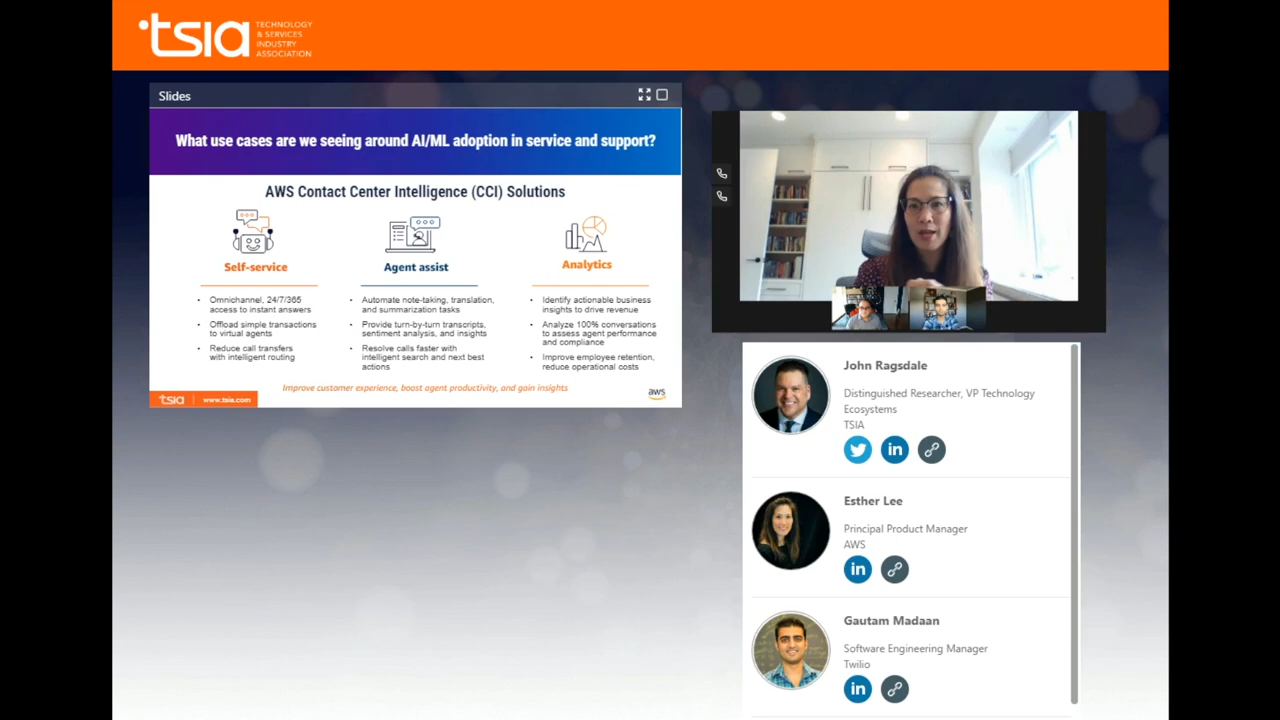 tsia
TECHNOLOGY
& SERVICES
INDUSTRY
ASSOCIATION
Slides
What use cases are we seeing around AI/ML adoption in service and support?
AWS Contact Center Intelligence (CCI) Solutions
Self-service
• Omnichannel, 24/7/365
access to instant answers
• Offload simple transactions
to virtual agents
• Reduce call transfers
with intelligent routing
Agent assist
• Automate note-taking, translation,
and summarization tasks
• Provide turn-by-turn transcripts,
sentiment analysis, and insights
• Resolve calls faster with
intelligent search and next best
actions
Analytics
• Identify actionable business
insights to drive revenue
• Analyze 100% conversations
to assess agent performance
and compliance
• Improve employee retention,
reduce operational costs
Improve customer experience, boost agent productivity, and gain insights
tsia www.tsia.com
aws
John Ragsdale
Distinguished Researcher, VP Technology
Ecosystems
TSIA
in
Esther Lee
Principal Product Manager
AWS
in
Gautam Madaan
Software Engineering Manager
Twilio
in